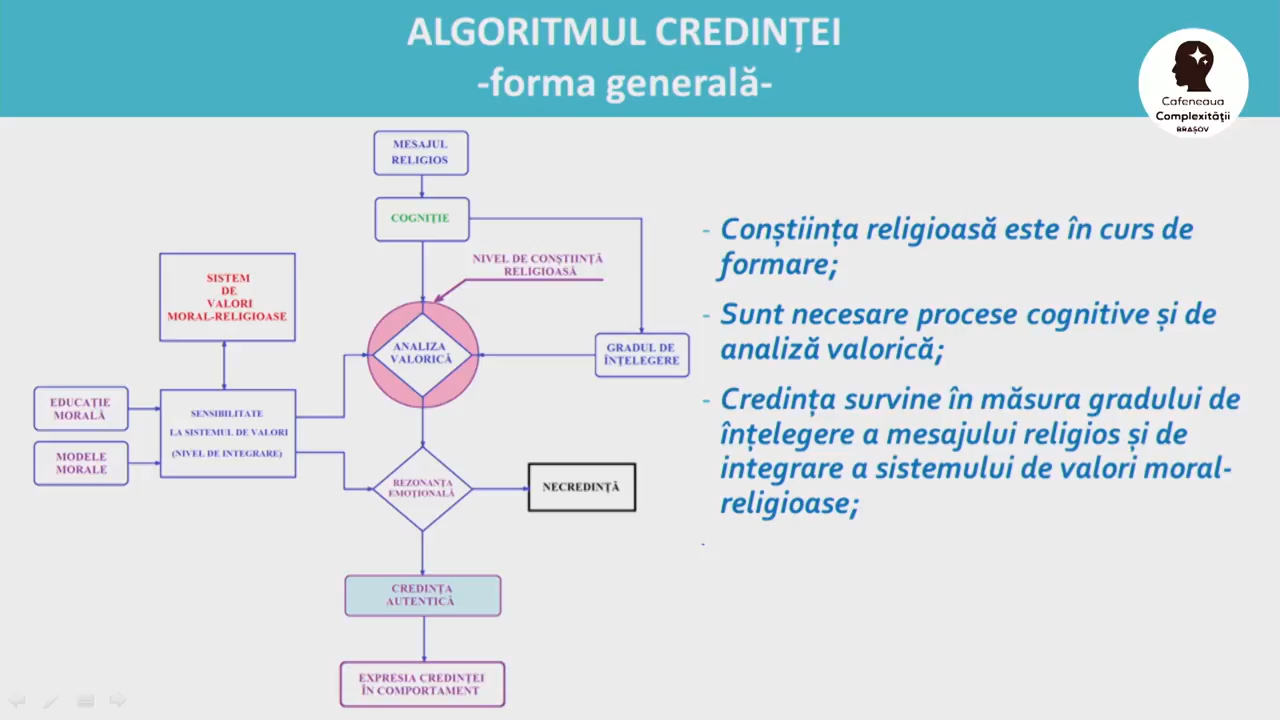 ALGORITMUL CREDINȚEI
-forma generală-
Cafeneaua
Complexității
BRAȘOV
MESAJUL
RELIGIOS
COGNIȚIE
NIVEL DE CONȘTIINȚĂ
RELIGIOASĂ
SISTEM
DE
VALORI
MORAL-RELIGIOASE
ANALIZA
VALORICĂ
GRADUL DE
ÎNȚELEGERE
EDUCAȚIE
MORALĂ
MODELE
MORALE
SENSIBILITATE
LA SISTEMUL DE VALORI
(NIVEL DE INTEGRARE)
REZONANȚA
EMOȚIONALĂ
NECREDINȚĂ
CREDINȚA
AUTENTICĂ
EXPRESIA CREDINȚEI
ÎN COMPORTAMENT
- Conștiința religioasă este în curs de
formare;
- Sunt necesare procese cognitive și de
analiză valorică;
- Credința survine în măsura gradului de
înțelegere a mesajului religios și de
integrare a sistemului de valori moral-
religioase;
-